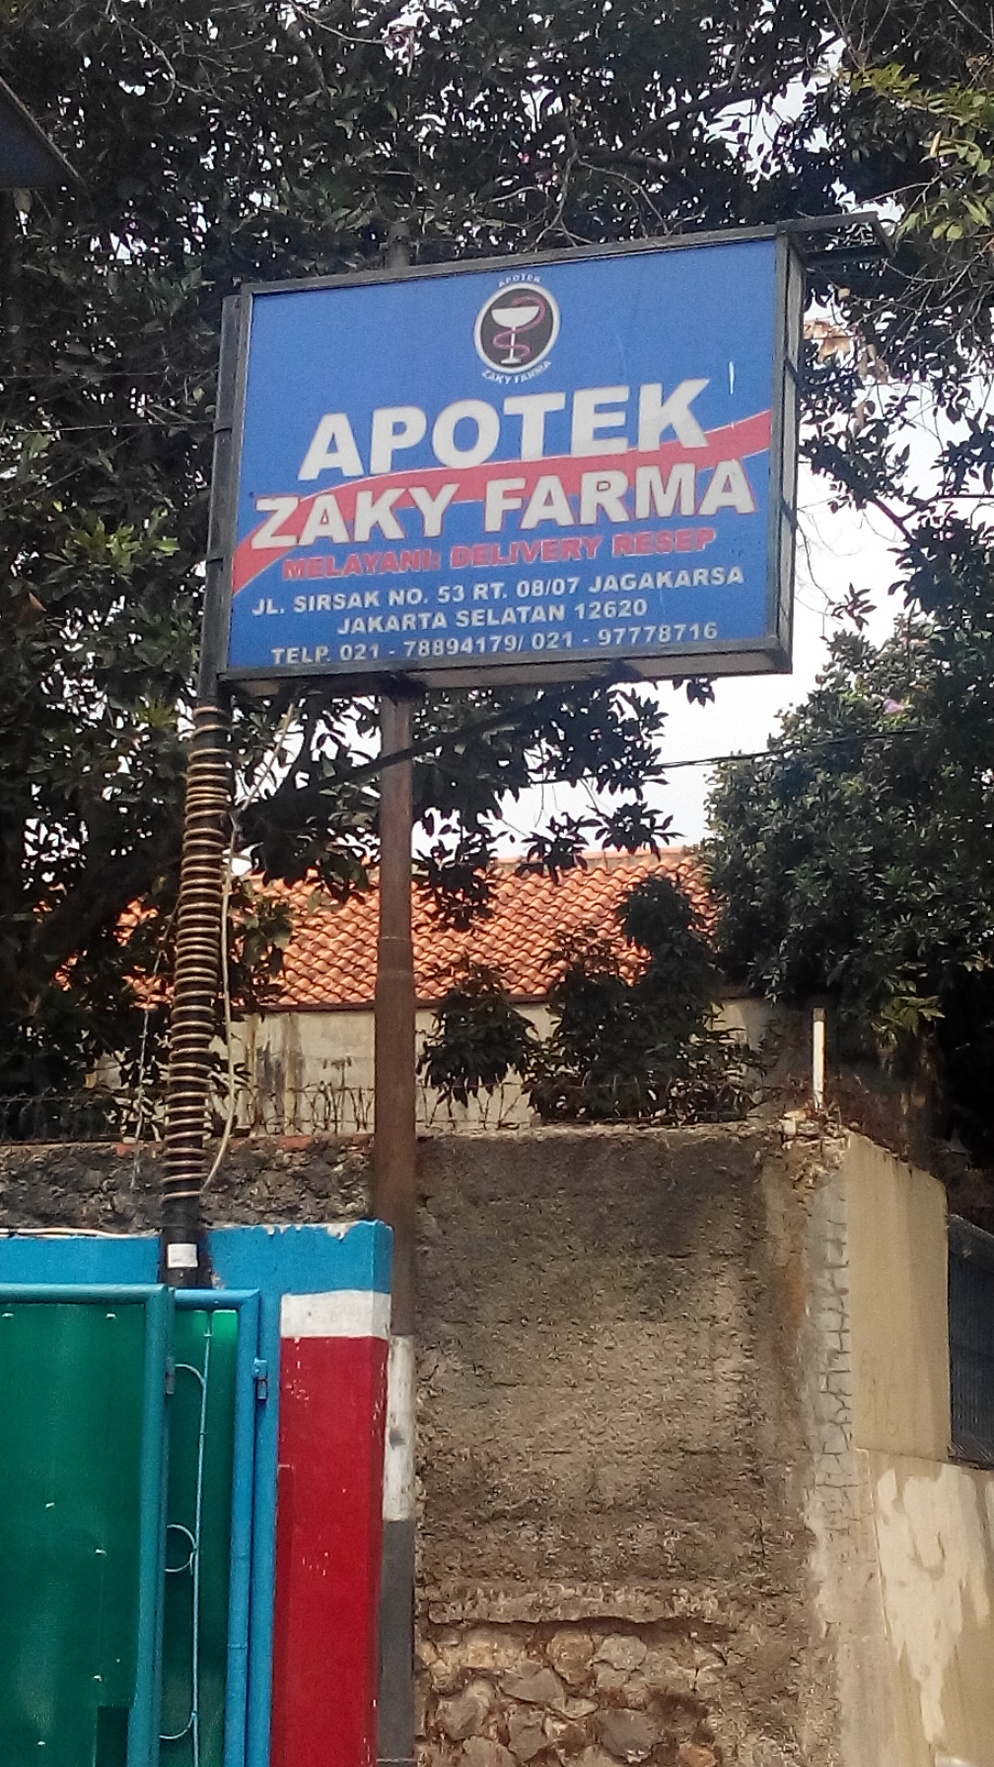 APOTEK
ZAKY FARMA
APOTEK
ZAKY FARMA
MELAYANI: DELIVERY RESEP
JL. SIRSAK NO. 53 RT. 08/07 JAGAKARSA
JAKARTA SELATAN 12620
TELP. 021 - 78894179/ 021 - 97778716